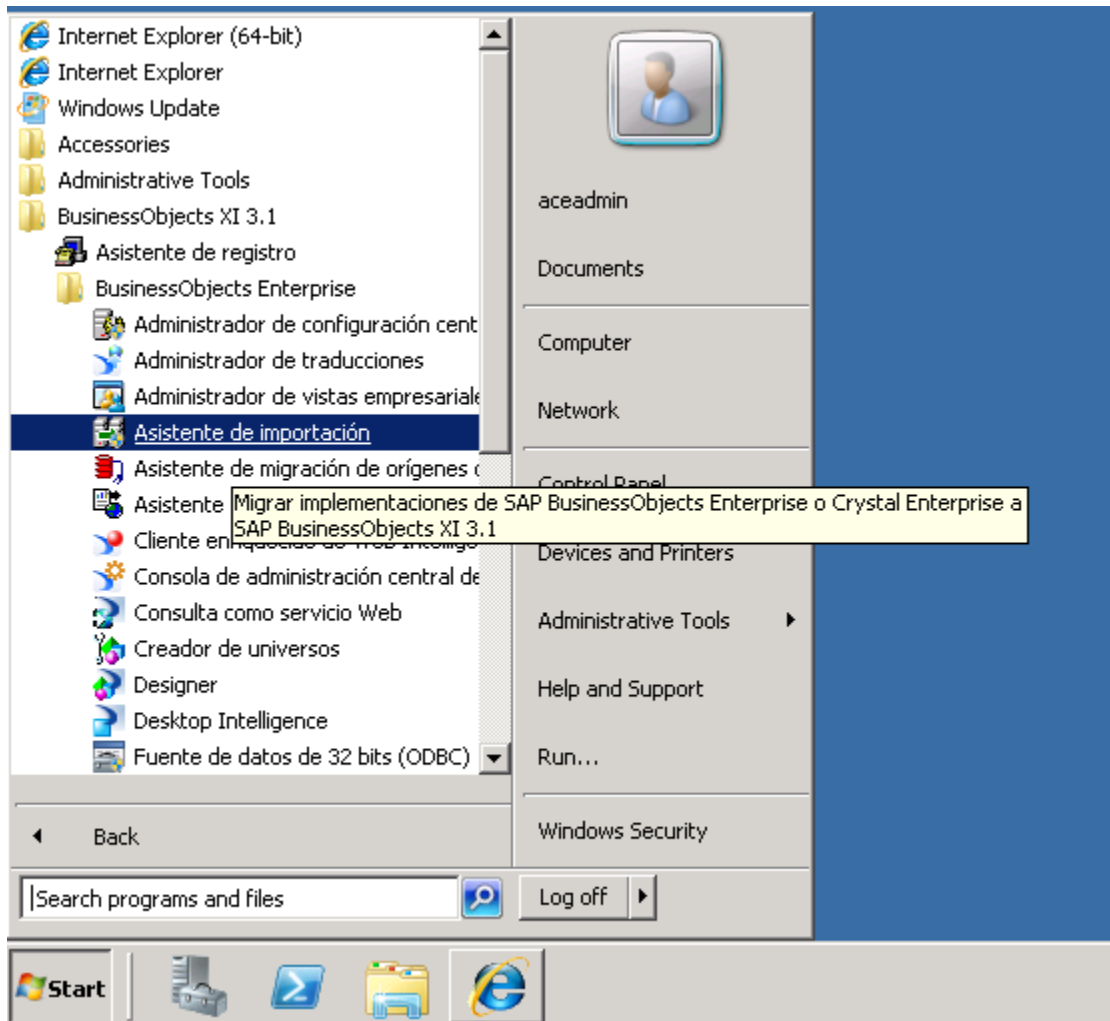 Internet Explorer (64-bit)
Internet Explorer
Windows Update
Accessories
Administrative Tools
BusinessObjects XI 3.1
Asistente de registro
BusinessObjects Enterprise
Administrador de configuración cent
Administrador de traducciones
Administrador de vistas empresariale
Asistente de importación
Asistente de migración de orígenes
Asistente
Migrar implementaciones de SAP BusinessObjects Enterprise o Crystal Enterprise a
SAP BusinessObjects XI 3.1
Cliente
Consola de administración central de
Consulta como servicio Web
Creador de universos
Designer
Desktop Intelligence
Fuente de datos de 32 bits (ODBC)
Back
Search programs and files
aceadmin
Documents
Computer
Network
Control Panel
Devices and Printers
Administrative Tools
Help and Support
Run...
Windows Security
Log off
Start